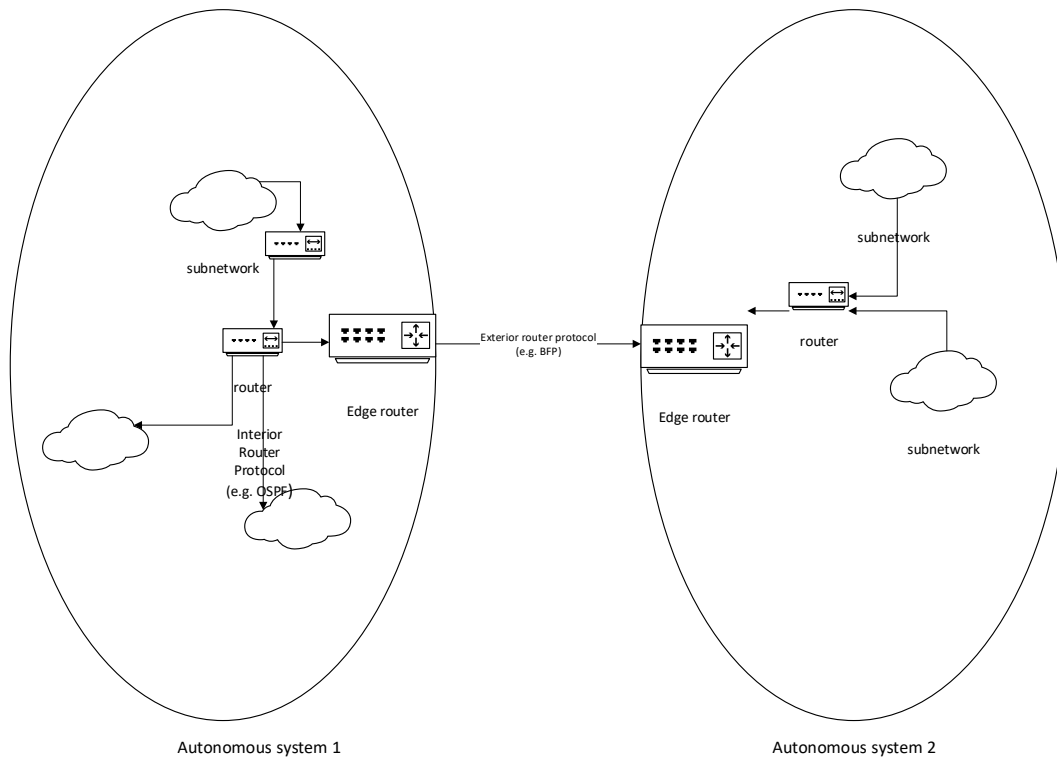 subnetwork
router
Interior
Router
Protocol
(e.g. OSPF)
Edge router
Exterior router protocol
(e.g. BFP)
subnetwork
router
Edge router
subnetwork
Autonomous system 1
Autonomous system 2